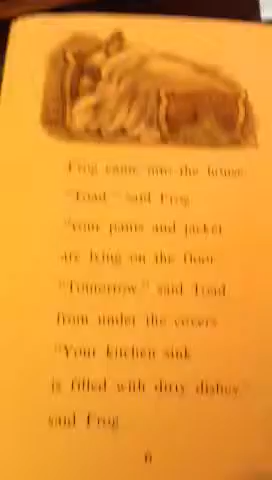 Frog came into the house.
"Toad," said Frog,
"your pants and jacket
are lying on the floor."
"Tomorrow," said Toad
from under the covers.
"Your kitchen sink
is filled with dirty dishes,"
said Frog.
6